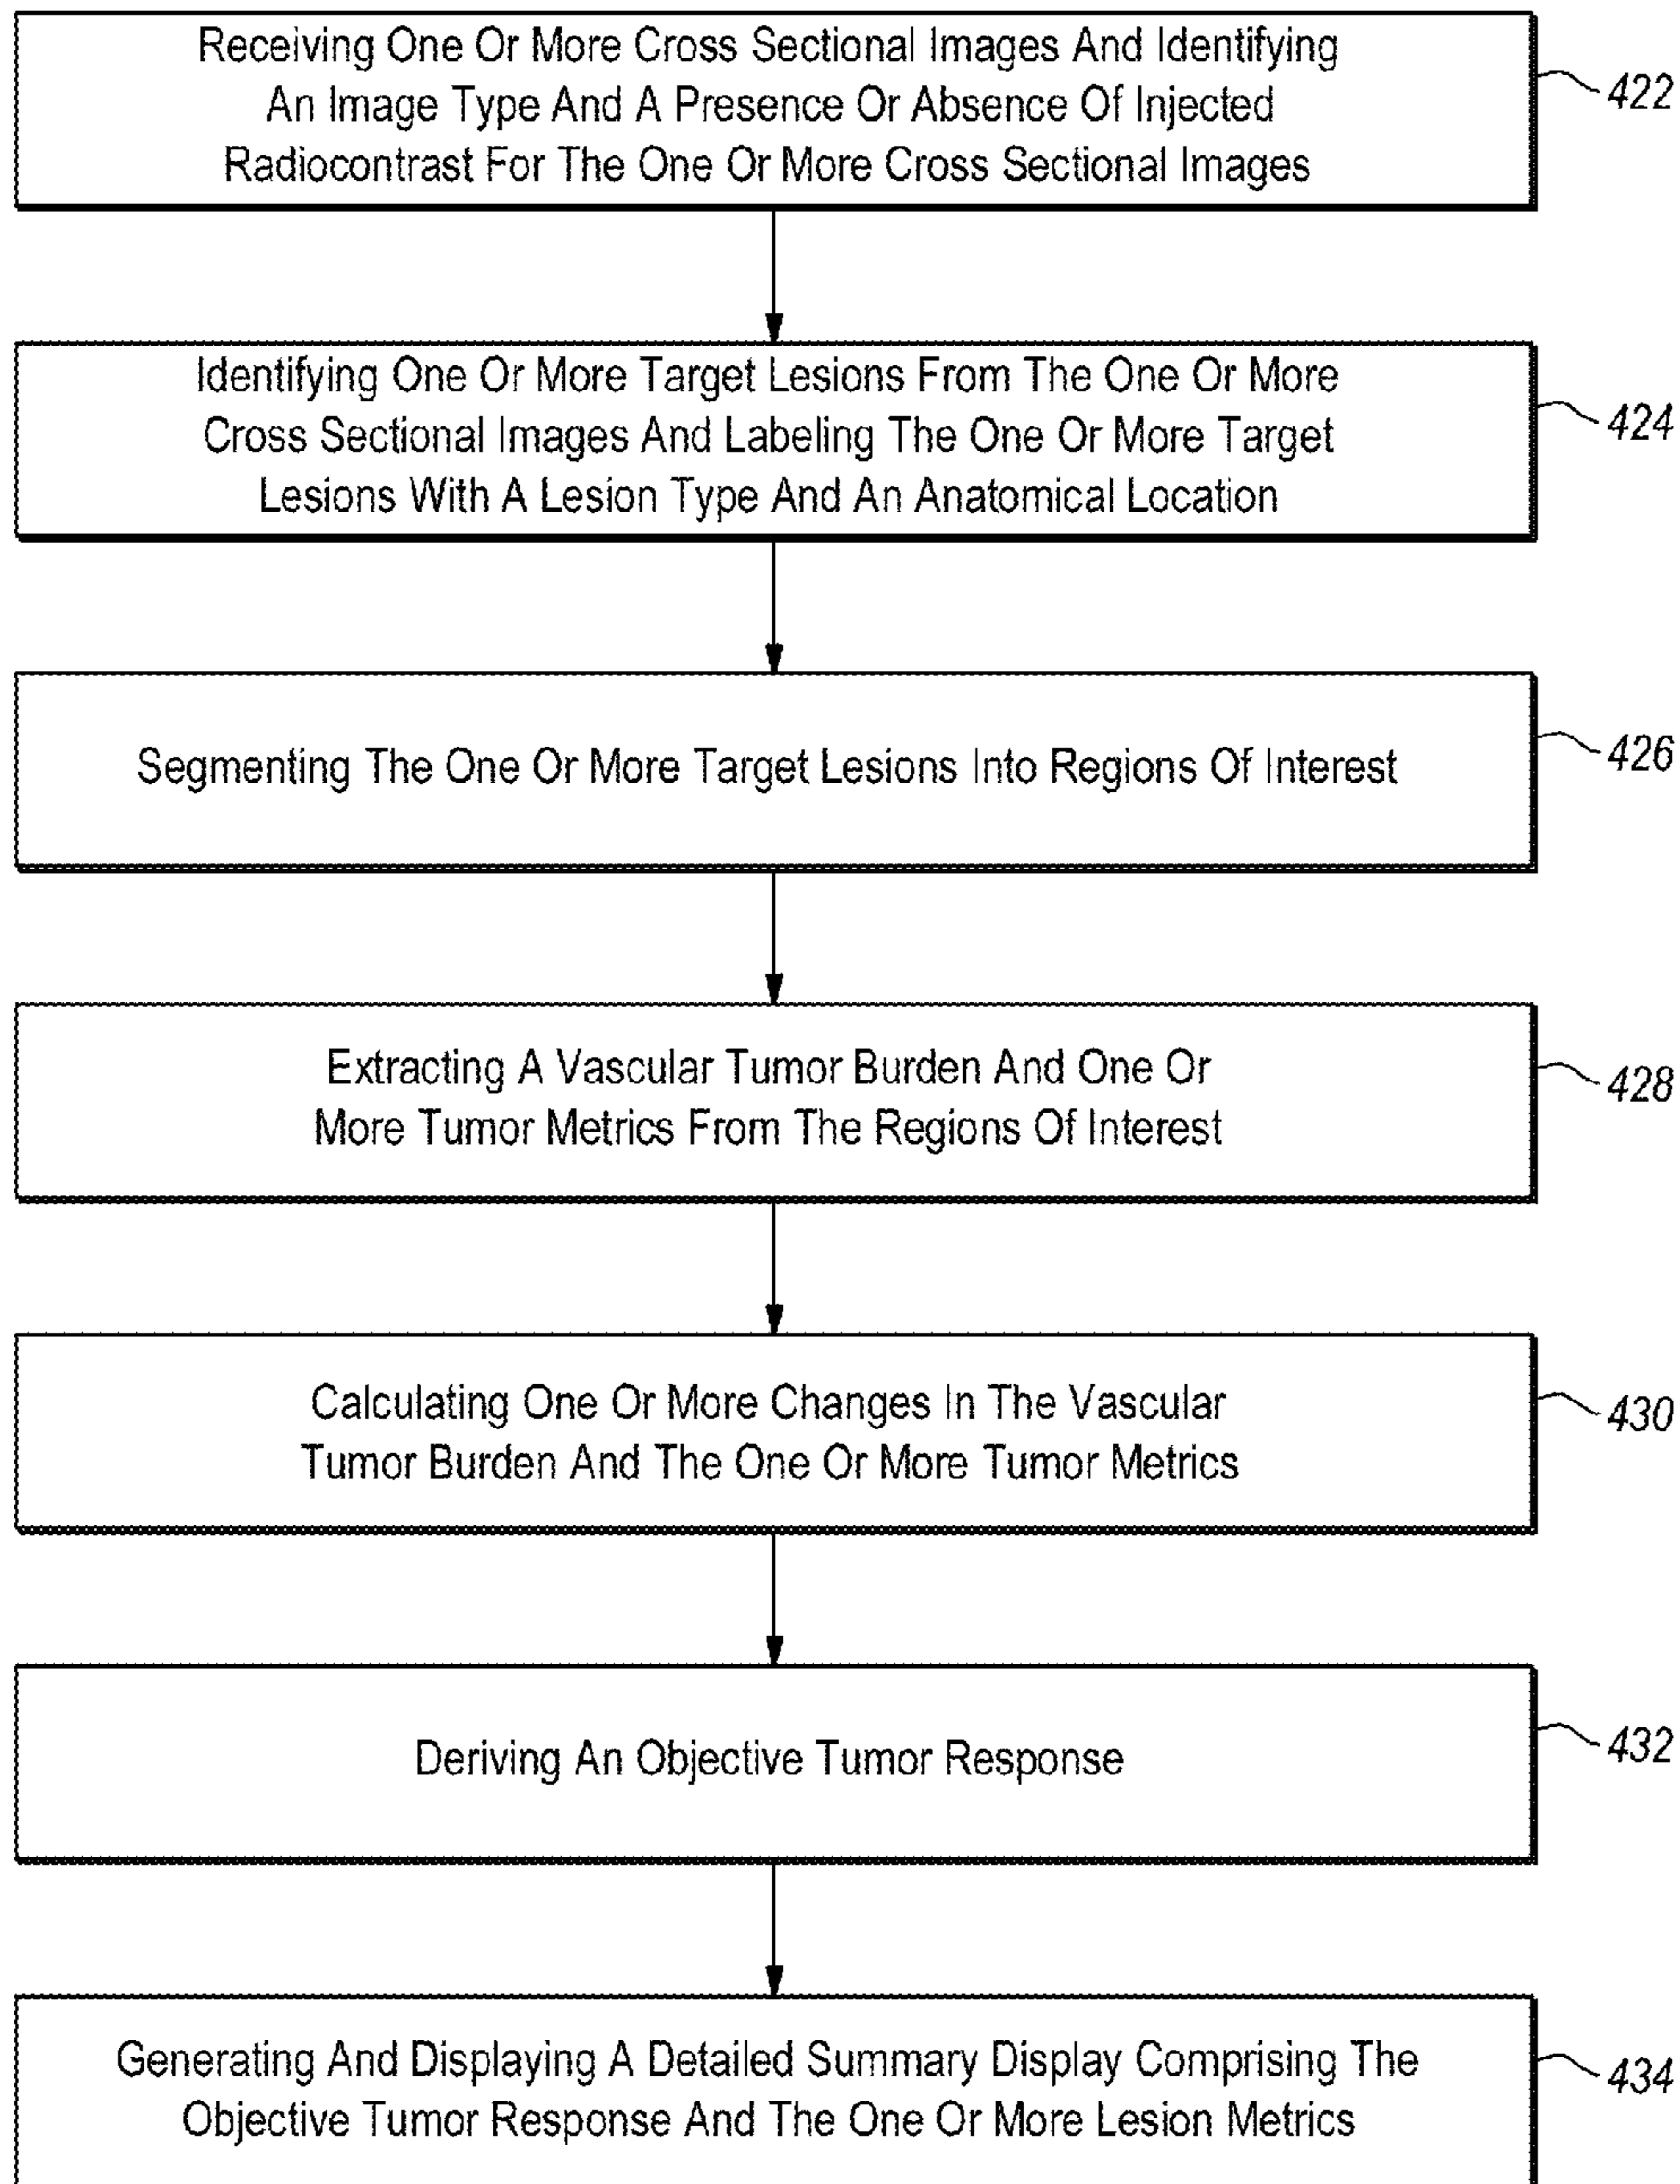 Receiving One Or More Cross Sectional Images And Identifying
An Image Type And A Presence Or Absence Of Injected
Radiocontrast For The One Or More Cross Sectional Images
422
Identifying One Or More Target Lesions From The One Or More
Cross Sectional Images And Labeling The One Or More Target
Lesions With A Lesion Type And An Anatomical Location
424
Segmenting The One Or More Target Lesions Into Regions Of Interest
426
Extracting A Vascular Tumor Burden And One Or
More Tumor Metrics From The Regions Of Interest
428
Calculating One Or More Changes In The Vascular
Tumor Burden And The One Or More Tumor Metrics
430
Deriving An Objective Tumor Response
432
Generating And Displaying A Detailed Summary Display Comprising The
Objective Tumor Response And The One Or More Lesion Metrics
434